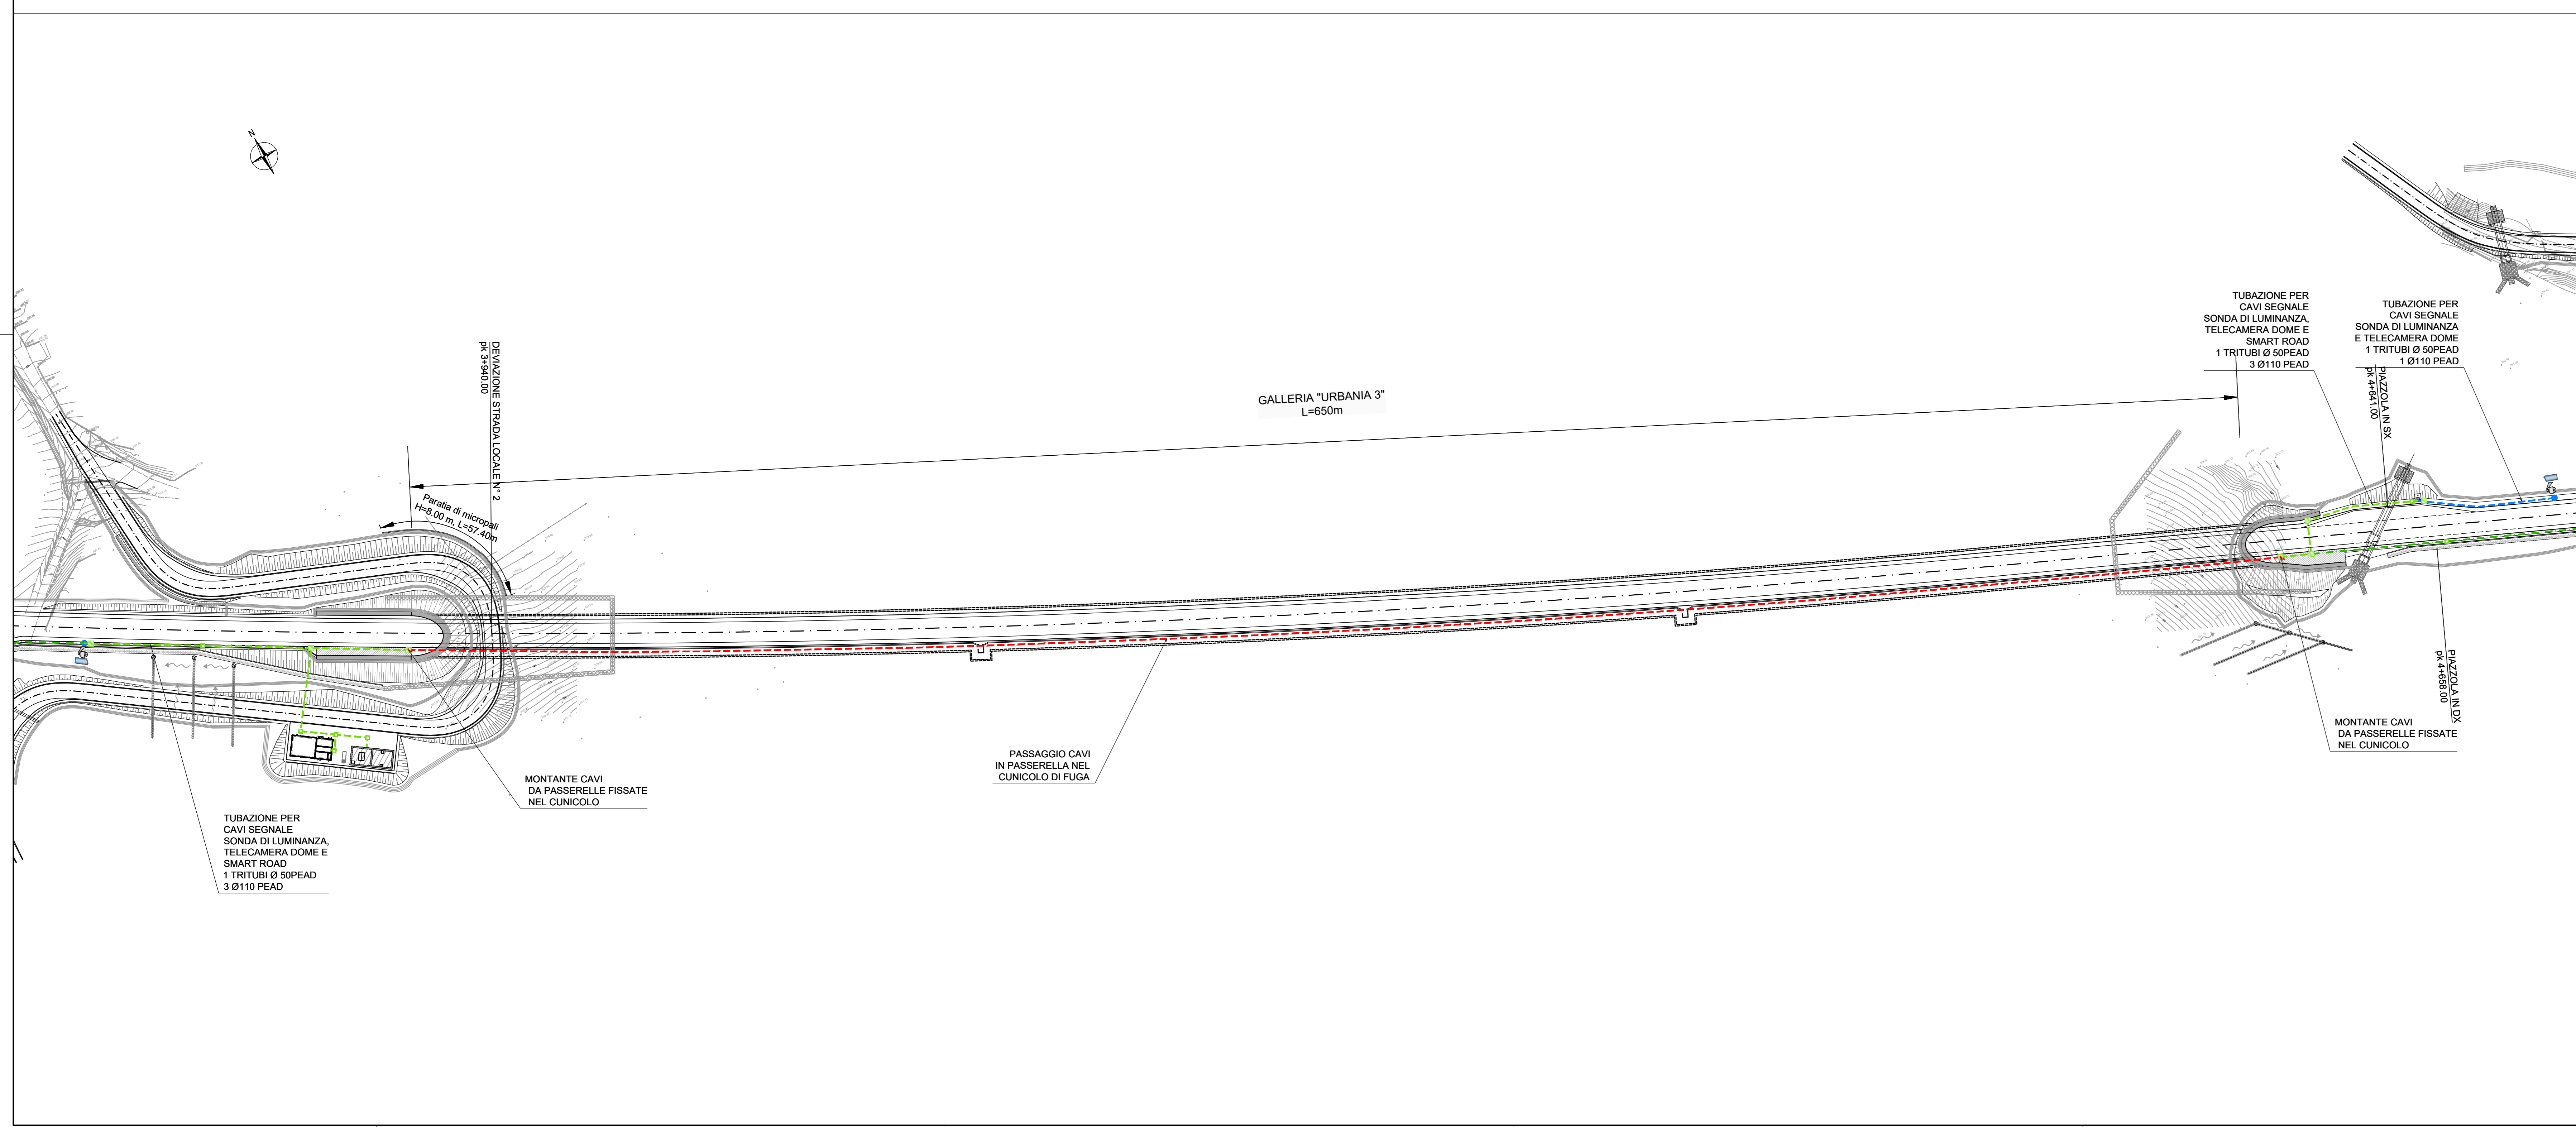 N
DEVIAZIONE STRADA LOCALE N° 2
pk 3+940.00
Paratia di micropali
H=8.00 m, L=57.40m
GALLERIA "URBANIA 3"
L=650m
TUBAZIONE PER
CAVI SEGNALE
SONDA DI LUMINANZA,
TELECAMERA DOME E
SMART ROAD
1 TRITUBI Ø 50PEAD
3 Ø110 PEAD
TUBAZIONE PER
CAVI SEGNALE
SONDA DI LUMINANZA
E TELECAMERA DOME
1 TRITUBI Ø 50PEAD
1 Ø110 PEAD
PIAZZOLA IN SX
pk 4+641.00
PIAZZOLA IN DX
pk 4+658.00
MONTANTE CAVI
DA PASSERELLE FISSATE
NEL CUNICOLO
PASSAGGIO CAVI
IN PASSERELLA NEL
CUNICOLO DI FUGA
MONTANTE CAVI
DA PASSERELLE FISSATE
NEL CUNICOLO
TUBAZIONE PER
CAVI SEGNALE
SONDA DI LUMINANZA,
TELECAMERA DOME E
SMART ROAD
1 TRITUBI Ø 50PEAD
3 Ø110 PEAD